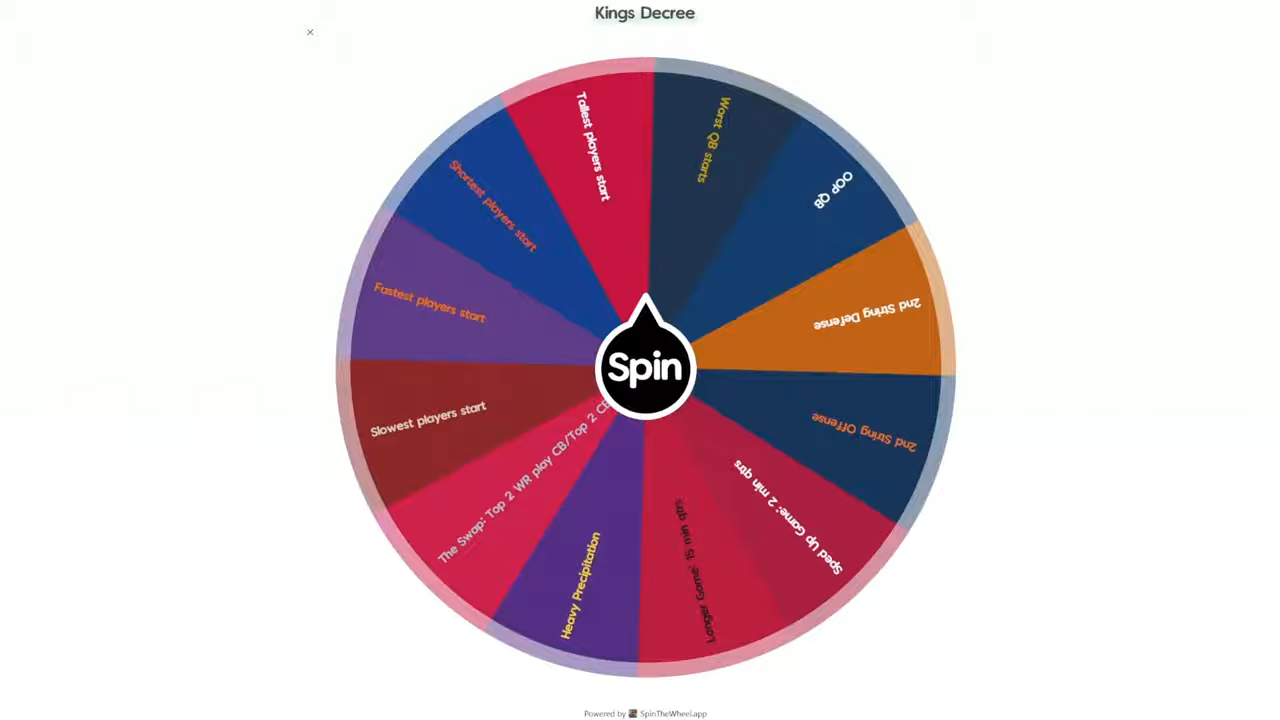 Kings Decree
×
Tallest players start
Worst QB starts
OOP QB
2nd String Defense
2nd String Offense
Sped Up Game: 2 min qtrs
Longer Game: 15 min qtrs
Heavy Precipitation
The Swap: Top 2 WR play CB/Top 2 CB
Slowest players start
Fastest players start
Shortest players start
Spin
Powered by SpinTheWheel.app